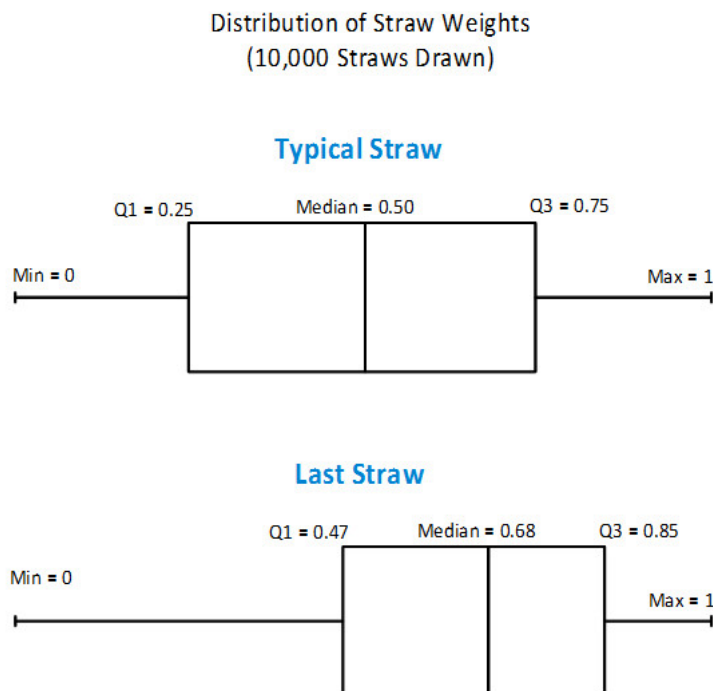 Distribution of Straw Weights
(10,000 Straws Drawn)
Typical Straw
Q1 = 0.25 Median = 0.50 Q3 = 0.75
Min = 0 Max = 1
Last Straw
Q1 = 0.47 Median = 0.68 Q3 = 0.85
Min = 0
Max = 1